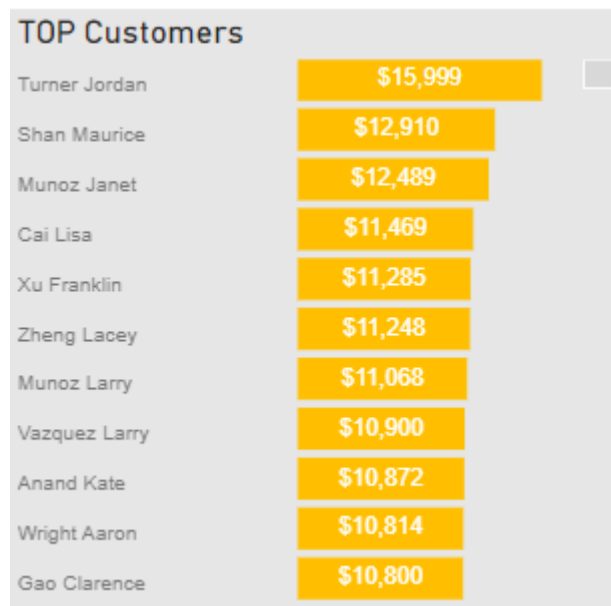 TOP Customers
Turner Jordan $15,999
Shan Maurice $12,910
Munoz Janet $12,489
Cai Lisa $11,469
Xu Franklin $11,285
Zheng Lacey $11,248
Munoz Larry $11,068
Vazquez Larry $10,900
Anand Kate $10,872
Wright Aaron $10,814
Gao Clarence $10,800